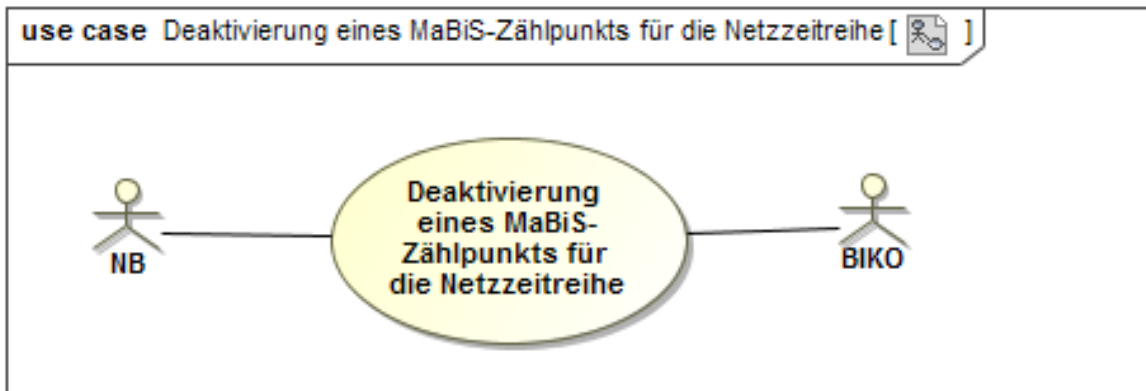 use case Deaktivierung eines MaBiS-Zählpunkts für die Netzzeitreihe [ ]
Deaktivierung
eines MaBiS-
Zählpunkts für
die Netzzeitreihe
NB
BIKO